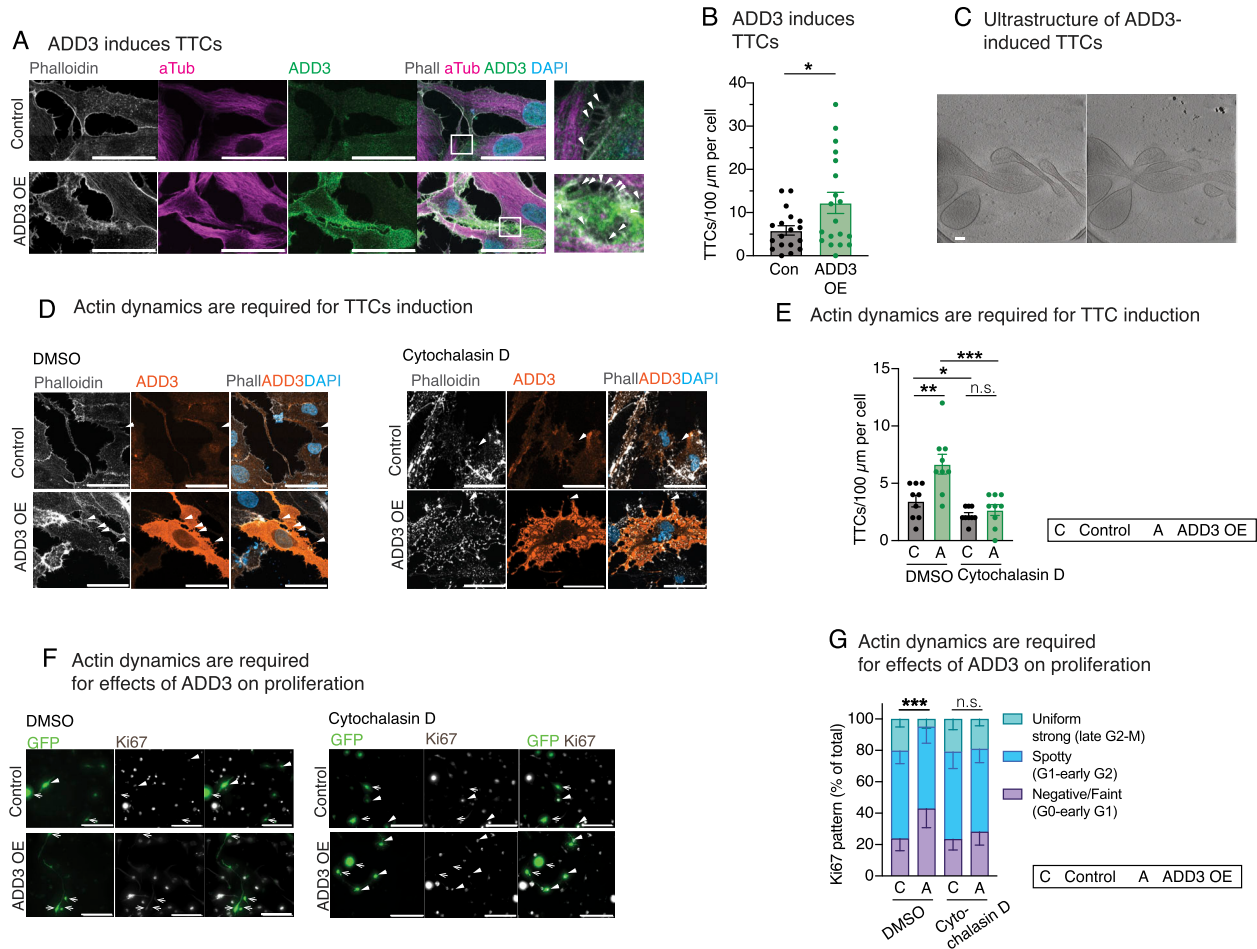 A ADD3 induces TTCs
Phalloidin aTub ADD3 Phall aTub ADD3 DAPI
Control
ADD3 OE
B ADD3 induces
TTCs
*
TTCs/100 µm per cell
40
30
20
10
0
Con ADD3
OE
C Ultrastructure of ADD3-
induced TTCs
D Actin dynamics are required for TTCs induction
DMSO
Phalloidin ADD3 PhallADD3DAPI
Control
ADD3 OE
Cytochalasin D
Phalloidin ADD3 PhallADD3DAPI
Control
ADD3 OE
E Actin dynamics are required for TTC induction
***
*
** n.s.
TTCs/100 µm per cell
15
10
5
0
C A C A
DMSO Cytochalasin D
C Control A ADD3 OE
F Actin dynamics are required
for effects of ADD3 on proliferation
DMSO
GFP Ki67
Control
ADD3 OE
Cytochalasin D
GFP Ki67 GFP Ki67
Control
ADD3 OE
G Actin dynamics are required
for effects of ADD3 on proliferation
*** n.s.
Ki67 pattern (% of total)
100
80
60
40
20
0
C A C A
DMSO Cyto-
chalasin D
Uniform
strong (late G2-M)
Spotty
(G1-early G2)
Negative/Faint
(G0-early G1)
C Control A ADD3 OE